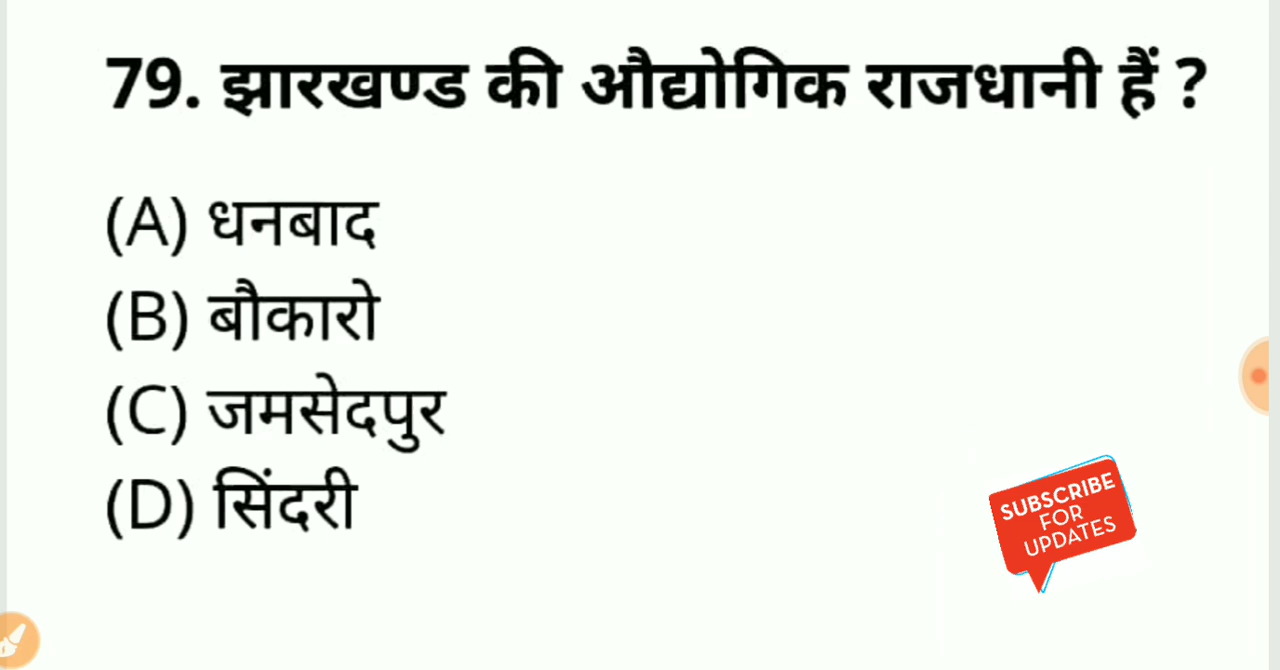 79. झारखण्ड की औद्योगिक राजधानी हैं ?
(A) धनबाद
(B) बौकारो
(C) जमसेदपुर
(D) सिंदरी
SUBSCRIBE
FOR
UPDATES